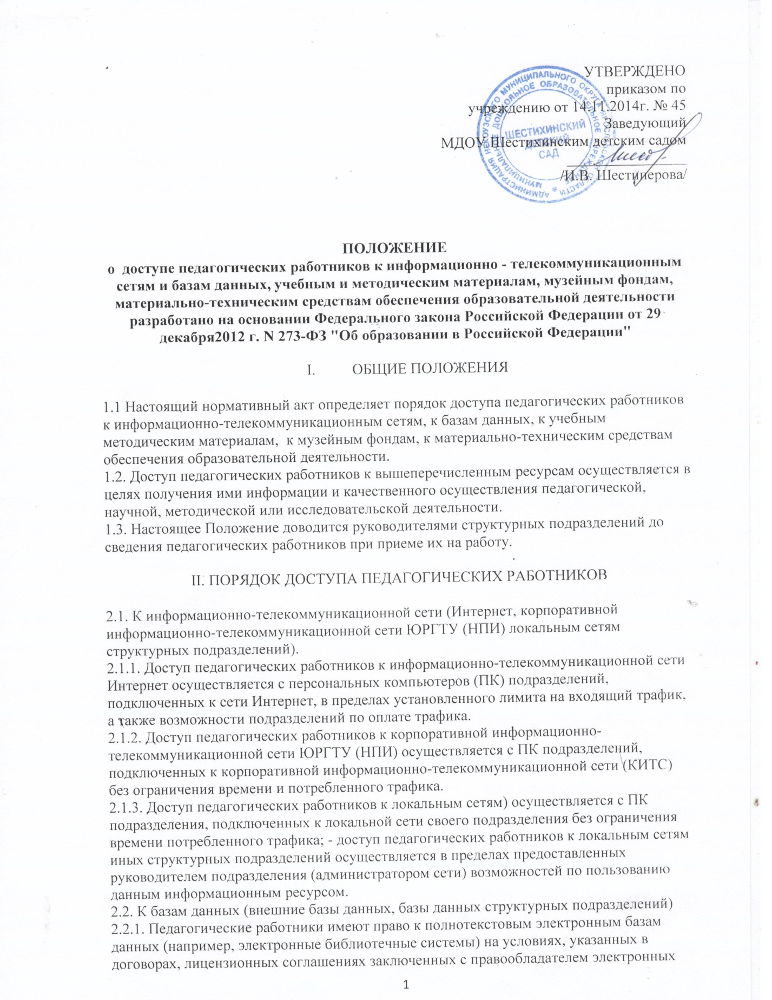 УТВЕРЖДЕНО
приказом по
учреждению от 14.11.2014г. № 45
Заведующий
МДОУ Шестихинским детским садом
/И.В. Шестиперова/
АДМИНИСТРАЦИЯ НЕКОУЗСКОГО МУНИЦИПАЛЬНОГО ОКРУГА ЯРОСЛАВСКОЙ ОБЛАСТИ *
МУНИЦИПАЛЬНОЕ ДОШКОЛЬНОЕ ОБРАЗОВАТЕЛЬНОЕ УЧРЕЖДЕНИЕ
ШЕСТИХИНСКИЙ
ДЕТСКИЙ
САД
ПОЛОЖЕНИЕ
о  доступе педагогических работников к информационно - телекоммуникационным
сетям и базам данных, учебным и методическим материалам, музейным фондам,
материально-техническим средствам обеспечения образовательной деятельности
разработано на основании Федерального закона Российской Федерации от 29
декабря2012 г. N 273-ФЗ "Об образовании в Российской Федерации"
I. ОБЩИЕ ПОЛОЖЕНИЯ
1.1 Настоящий нормативный акт определяет порядок доступа педагогических работников
к информационно-телекоммуникационным сетям, к базам данных, к учебным
методическим материалам,  к музейным фондам, к материально-техническим средствам
обеспечения образовательной деятельности.
1.2. Доступ педагогических работников к вышеперечисленным ресурсам осуществляется в
целях получения ими информации и качественного осуществления педагогической,
научной, методической или исследовательской деятельности.
1.3. Настоящее Положение доводится руководителями структурных подразделений до
сведения педагогических работников при приеме их на работу.
II. ПОРЯДОК ДОСТУПА ПЕДАГОГИЧЕСКИХ РАБОТНИКОВ
2.1. К информационно-телекоммуникационной сети (Интернет, корпоративной
информационно-телекоммуникационной сети ЮРГТУ (НПИ) локальным сетям
структурных подразделений).
2.1.1. Доступ педагогических работников к информационно-телекоммуникационной сети
Интернет осуществляется с персональных компьютеров (ПК) подразделений,
подключенных к сети Интернет, в пределах установленного лимита на входящий трафик,
а также возможности подразделений по оплате трафика.
2.1.2. Доступ педагогических работников к корпоративной информационно-
телекоммуникационной сети ЮРГТУ (НПИ) осуществляется с ПК подразделений,
подключенных к корпоративной информационно-телекоммуникационной сети (КИТС)
без ограничения времени и потребленного трафика.
2.1.3. Доступ педагогических работников к локальным сетям) осуществляется с ПК
подразделения, подключенных к локальной сети своего подразделения без ограничения
времени потребленного трафика; - доступ педагогических работников к локальным сетям
иных структурных подразделений осуществляется в пределах предоставленных
руководителем подразделения (администратором сети) возможностей по пользованию
данным информационным ресурсом.
2.2. К базам данных (внешние базы данных, базы данных структурных подразделений)
2.2.1. Педагогические работники имеют право к полнотекстовым электронным базам
данных (например, электронные библиотечные системы) на условиях, указанных в
договорах, лицензионных соглашениях заключенных с правообладателем электронных
1